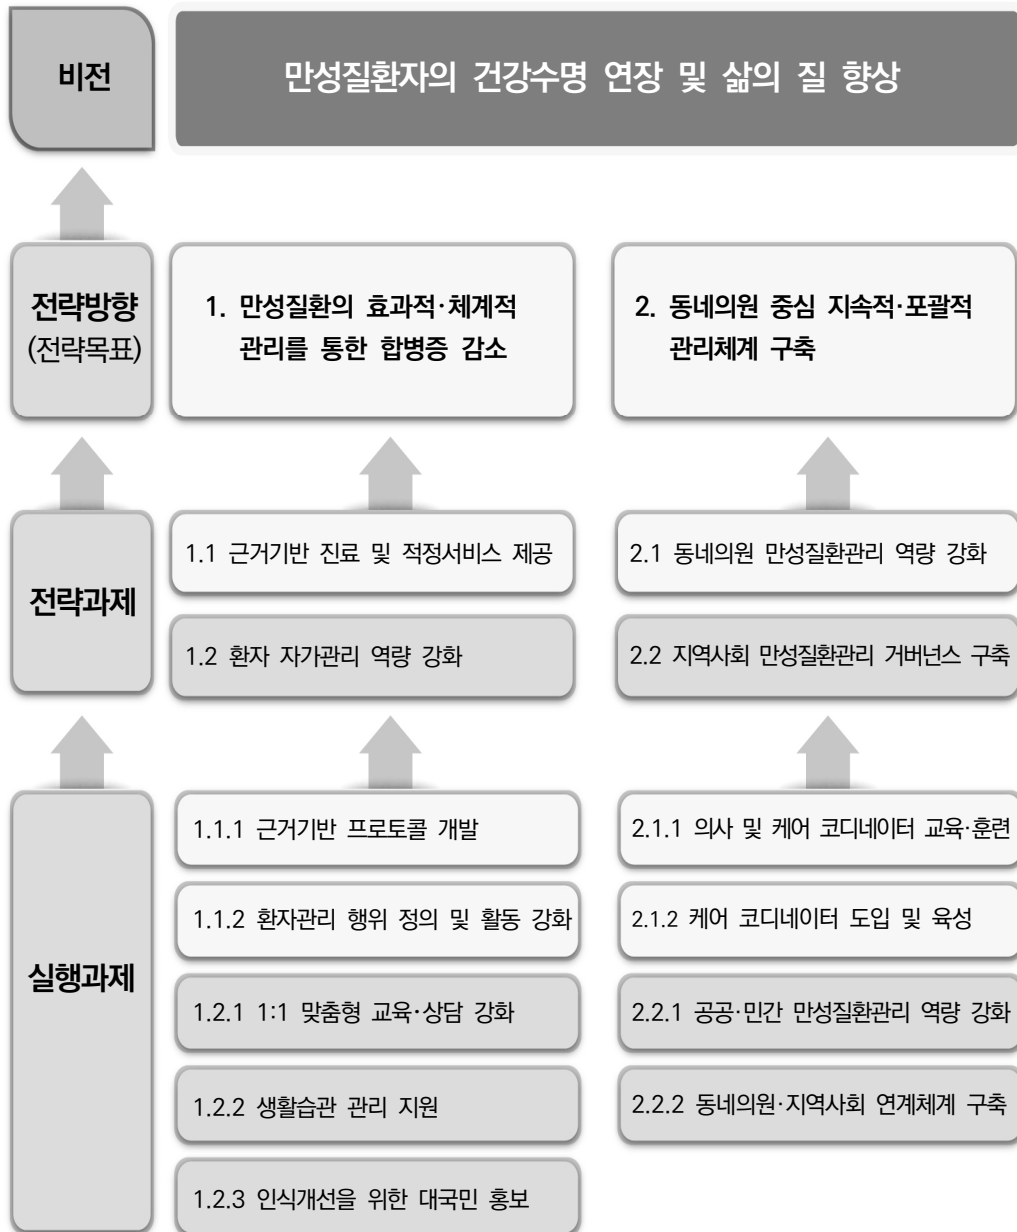 비전
만성질환자의 건강수명 연장 및 삶의 질 향상
전략방향
(전략목표)
1. 만성질환의 효과적·체계적
관리를 통한 합병증 감소
2. 동네의원 중심 지속적·포괄적
관리체계 구축
전략과제
1.1 근거기반 진료 및 적정서비스 제공
1.2 환자 자가관리 역량 강화
2.1 동네의원 만성질환관리 역량 강화
2.2 지역사회 만성질환관리 거버넌스 구축
실행과제
1.1.1 근거기반 프로토콜 개발
1.1.2 환자관리 행위 정의 및 활동 강화
1.2.1 1:1 맞춤형 교육·상담 강화
1.2.2 생활습관 관리 지원
1.2.3 인식개선을 위한 대국민 홍보
2.1.1 의사 및 케어 코디네이터 교육·훈련
2.1.2 케어 코디네이터 도입 및 육성
2.2.1 공공·민간 만성질환관리 역량 강화
2.2.2 동네의원·지역사회 연계체계 구축